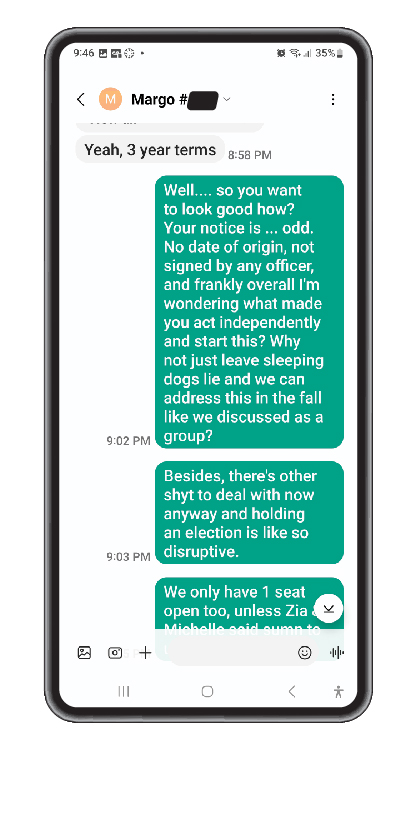 9:46
35%
M Margo #
Yeah, 3 year terms
8:58 PM
Well.... so you want
to look good how?
Your notice is ... odd.
No date of origin, not
signed by any officer,
and frankly overall I'm
wondering what made
you act independently
and start this? Why
not just leave sleeping
dogs lie and we can
address this in the fall
like we discussed as a
group?
9:02 PM
Besides, there's other
shyt to deal with now
anyway and holding
an election is like so
disruptive.
9:03 PM
We only have 1 seat
open too, unless Zia &
Michelle said sump to